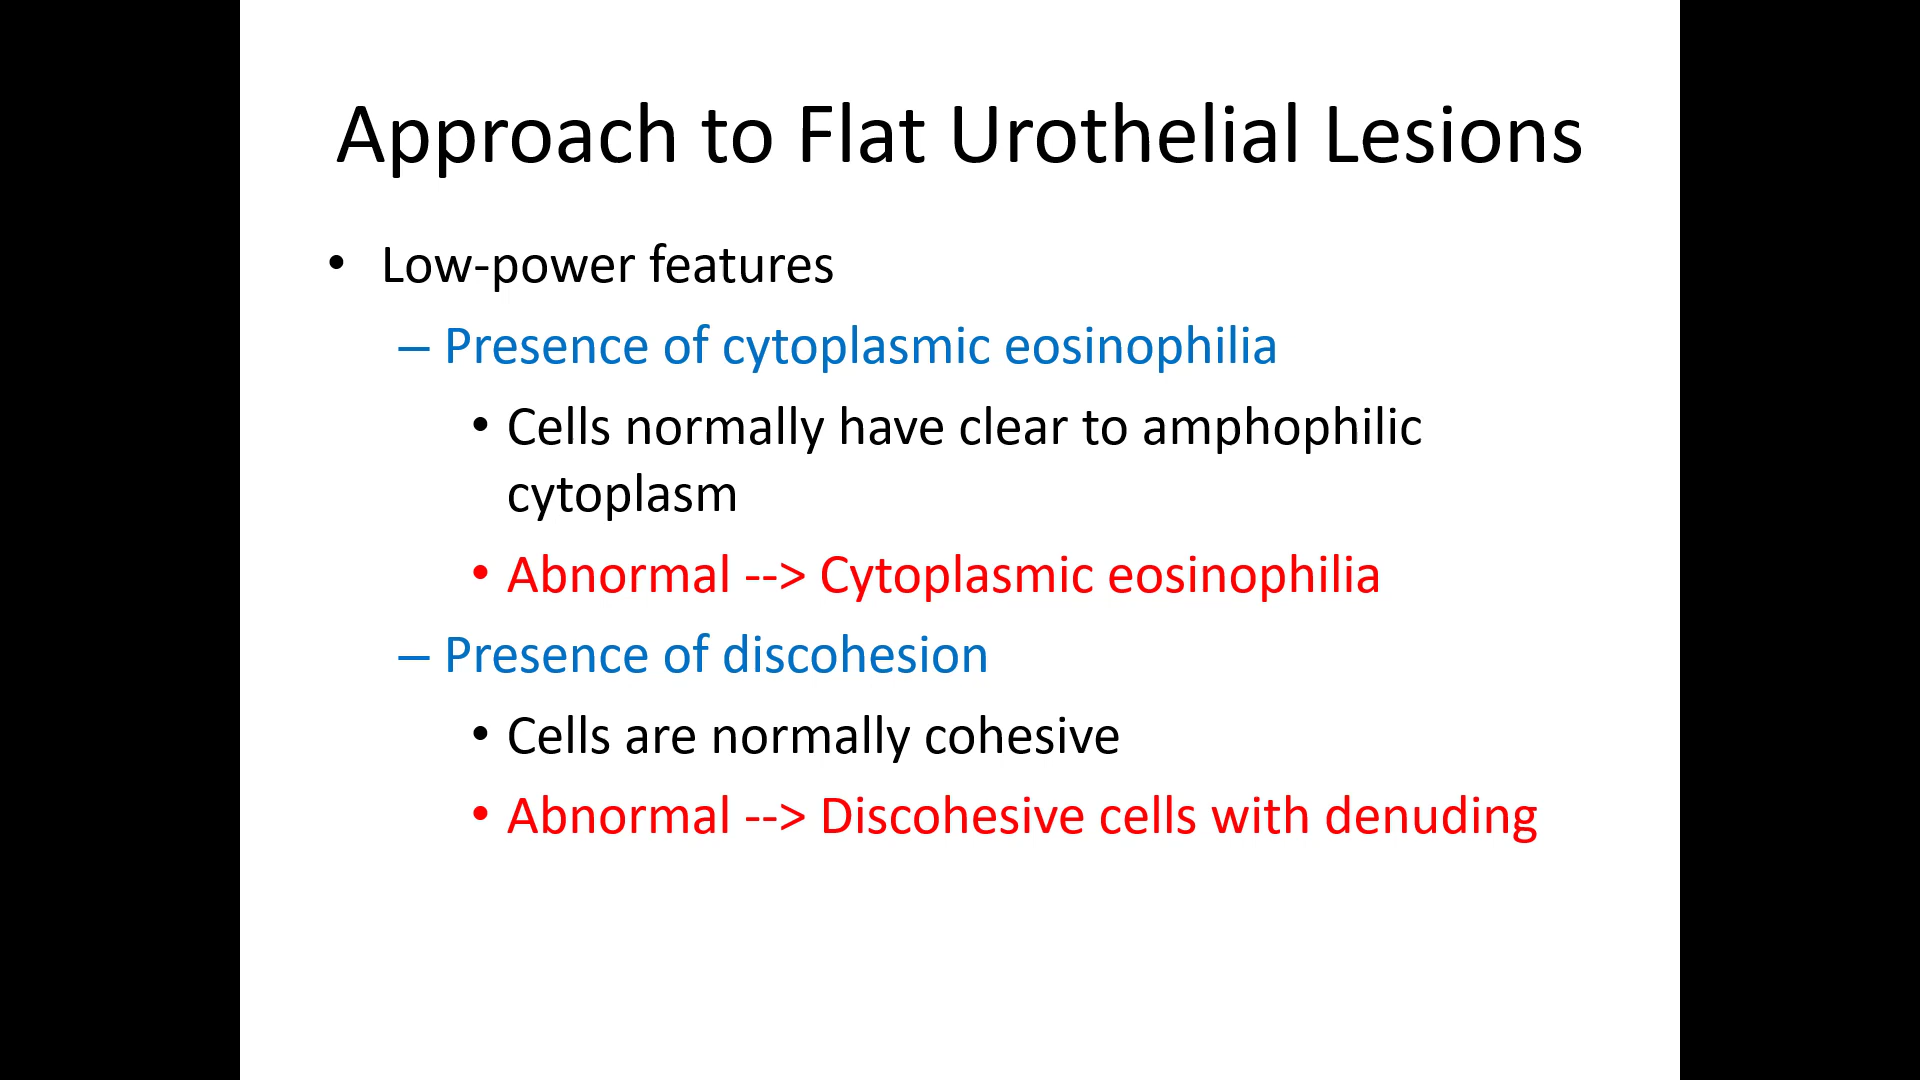 Approach to Flat Urothelial Lesions
• Low-power features
– Presence of cytoplasmic eosinophilia
• Cells normally have clear to amphophilic
cytoplasm
• Abnormal --> Cytoplasmic eosinophilia
– Presence of discohesion
• Cells are normally cohesive
• Abnormal --> Discohesive cells with denuding